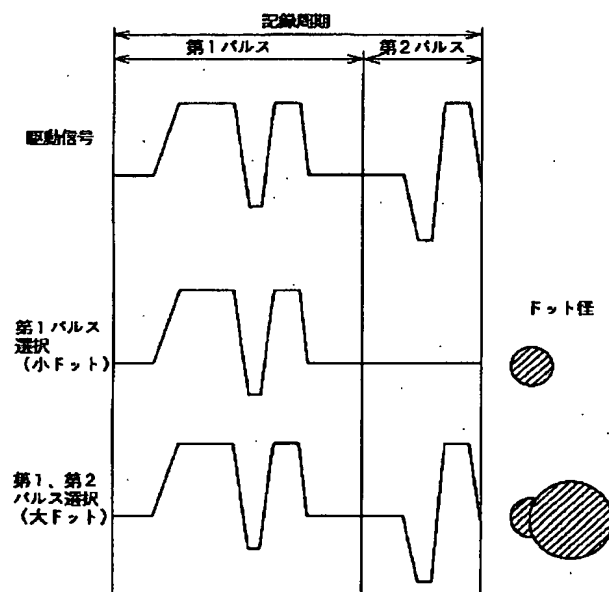 記録周期
第1パルス
第2パルス
駆動信号
第1パルス
選択
(小ドット)
ドット径
第1、第2
パルス選択
(大ドット)